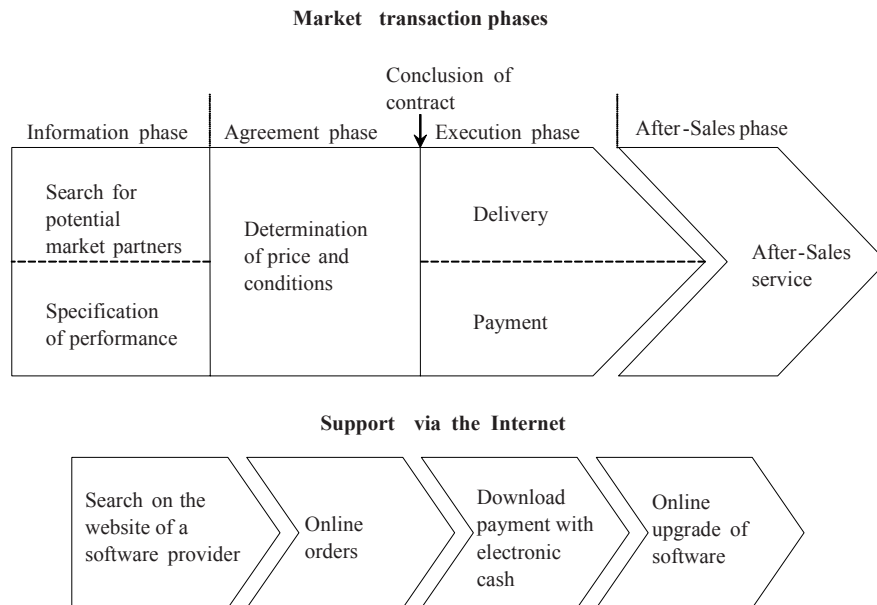 Market transaction phases
Conclusion of
contract
Information phase
Agreement phase
Execution phase
After-Sales phase
Search for
potential
market partners
Specification
of performance
Determination
of price and
conditions
Delivery
Payment
After-Sales
service
Support via the Internet
Search on the
website of a
software provider
Online
orders
Download
payment with
electronic
cash
Online
upgrade of
software